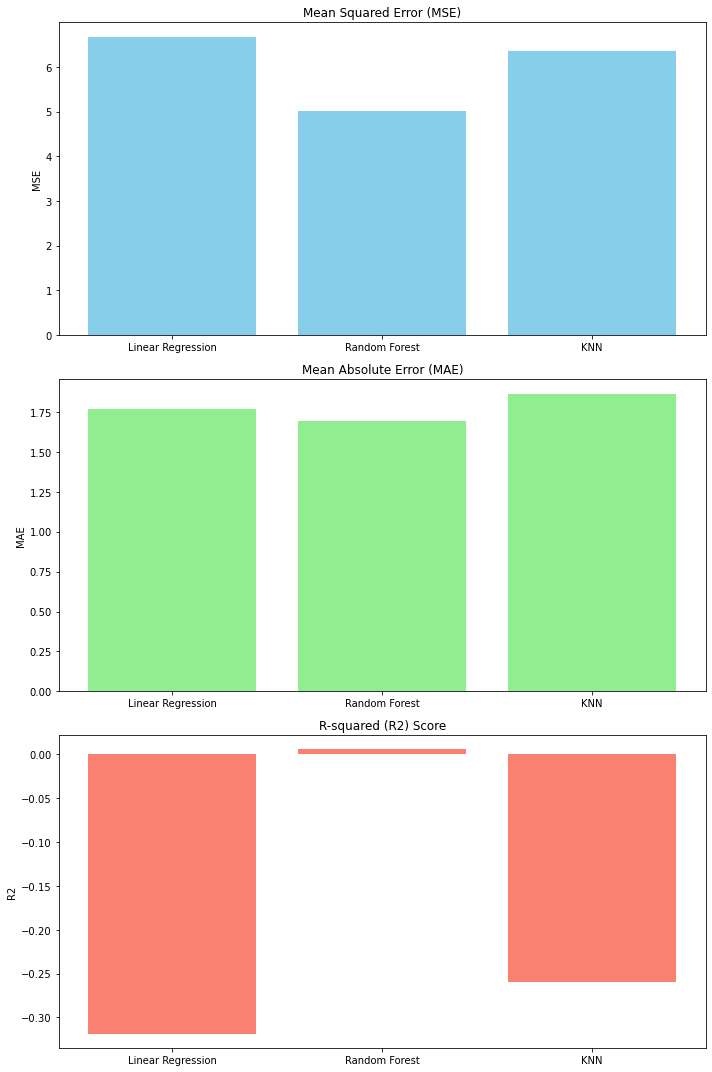 Mean Squared Error (MSE)
6
5
4
3
2
1
0
MSE
Linear Regression
Random Forest
KNN
Mean Absolute Error (MAE)
1.75
1.50
1.25
1.00
0.75
0.50
0.25
0.00
MAE
Linear Regression
Random Forest
KNN
R-squared (R2) Score
0.00
−0.05
−0.10
−0.15
−0.20
−0.25
−0.30
R2
Linear Regression
Random Forest
KNN